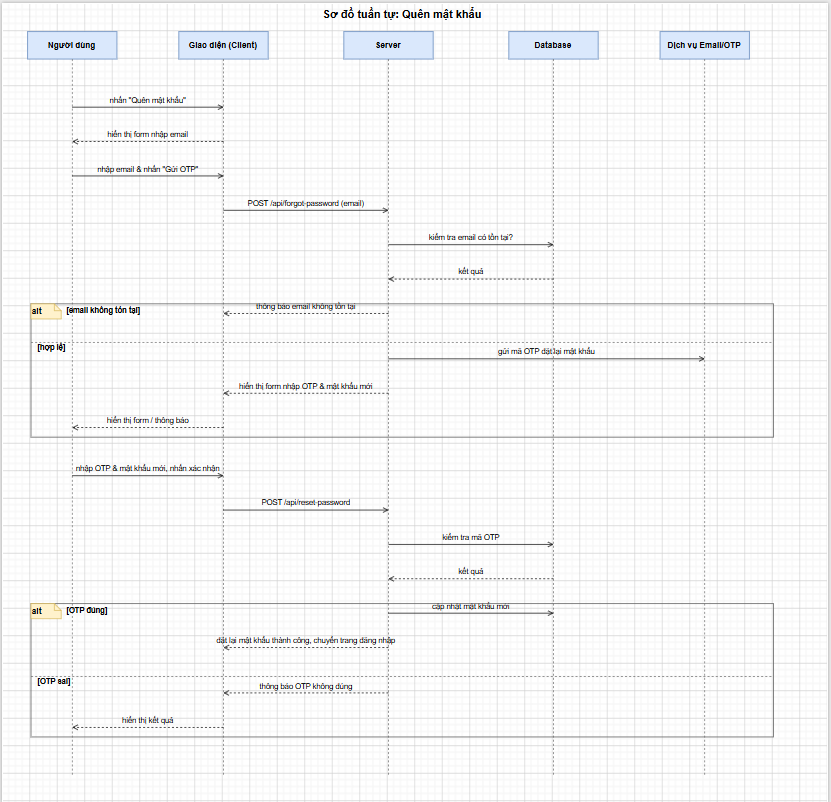 Sơ đồ tuần tự: Quên mật khẩu
Người dùng
Giao diện (Client)
Server
Database
Dịch vụ Email/OTP
nhấn "Quên mật khẩu"
hiển thị form nhập email
nhập email & nhấn "Gửi OTP"
POST /api/forgot-password (email)
kiểm tra email có tồn tại?
kết quả
alt
[email không tồn tại]
thông báo email không tồn tại
[hợp lệ]
gửi mã OTP đặt lại mật khẩu
hiển thị form nhập OTP & mật khẩu mới
hiển thị form / thông báo
nhập OTP & mật khẩu mới, nhấn xác nhận
POST /api/reset-password
kiểm tra mã OTP
kết quả
alt
[OTP đúng]
cập nhật mật khẩu mới
đặt lại mật khẩu thành công, chuyển trang đăng nhập
[OTP sai]
thông báo OTP không đúng
hiển thị kết quả